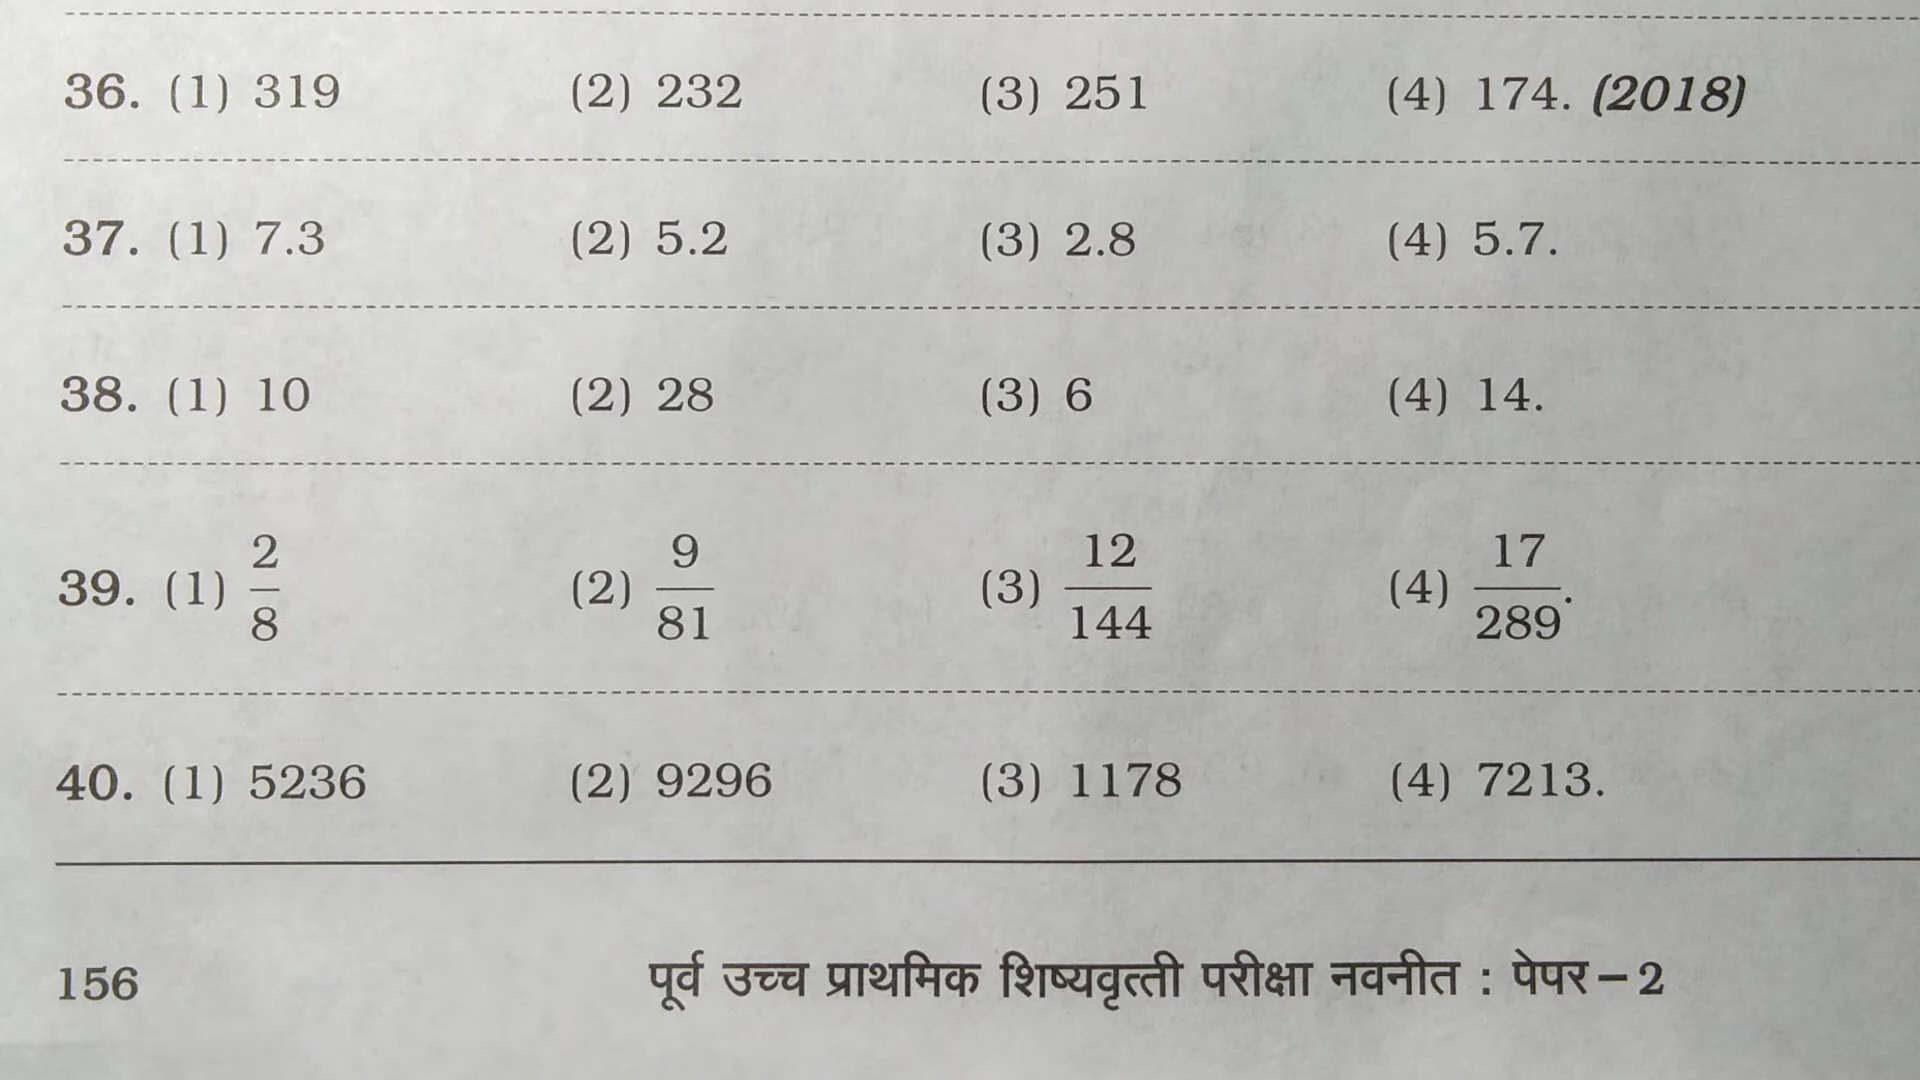 36. (1) 319 (2) 232 (3) 251 (4) 174. (2018)
37. (1) 7.3 (2) 5.2 (3) 2.8 (4) 5.7.
38. (1) 10 (2) 28 (3) 6 (4) 14.
39. (1) 2/8 (2) 9/81 (3) 12/144 (4) 17/289.
40. (1) 5236 (2) 9296 (3) 1178 (4) 7213.
156 पूर्व उच्च प्राथमिक शिष्यवृत्ती परीक्षा नवनीत : पेपर – 2